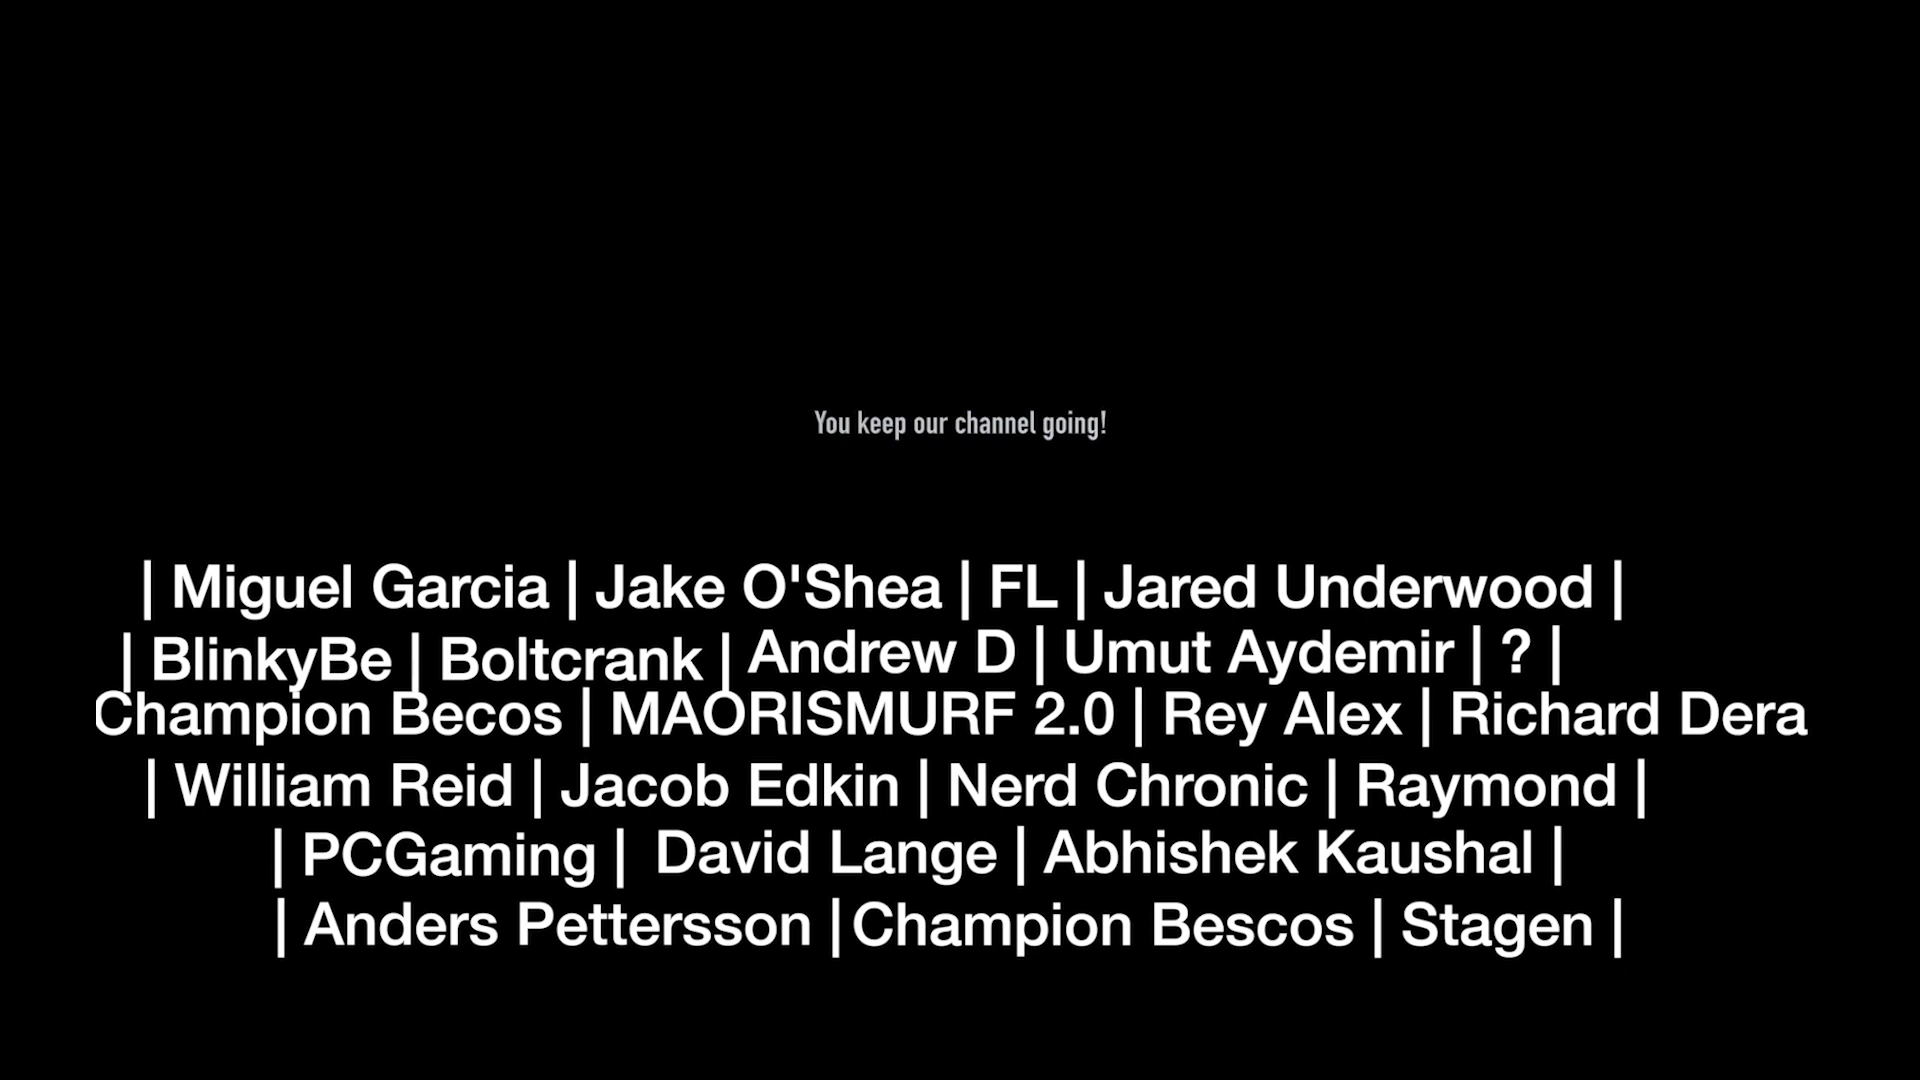 You keep our channel going!
| Miguel Garcia | Jake O'Shea | FL | Jared Underwood |
| BlinkyBe | Boltcrank | Andrew D | Umut Aydemir | ? |
Champion Becos | MAORISMURF 2.0 | Rey Alex | Richard Dera
| William Reid | Jacob Edkin | Nerd Chronic | Raymond |
| PCGaming | David Lange | Abhishek Kaushal |
| Anders Pettersson | Champion Bescos | Stagen |